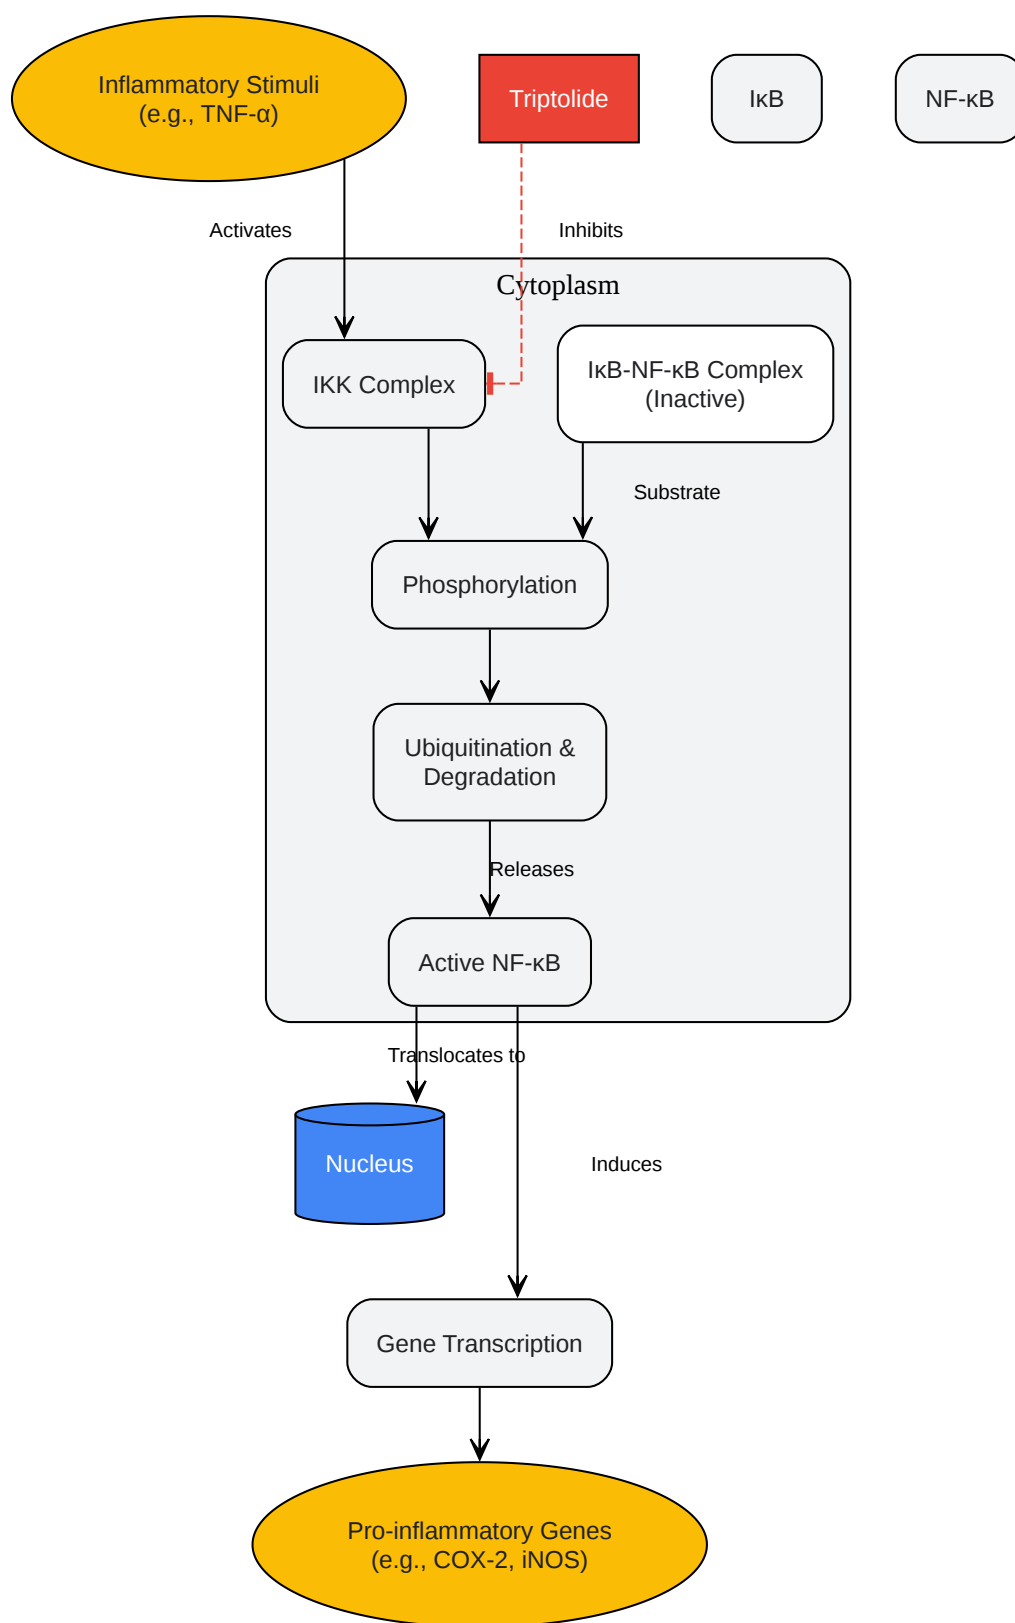 Inflammatory Stimuli
(e.g., TNF-α)
Triptolide
IκB
NF-κB
Activates
Inhibits
Cytoplasm
IKK Complex
IκB-NF-κB Complex
(Inactive)
Substrate
Phosphorylation
Ubiquitination &
Degradation
Releases
Active NF-κB
Translocates to
Nucleus
Induces
Gene Transcription
Pro-inflammatory Genes
(e.g., COX-2, iNOS)